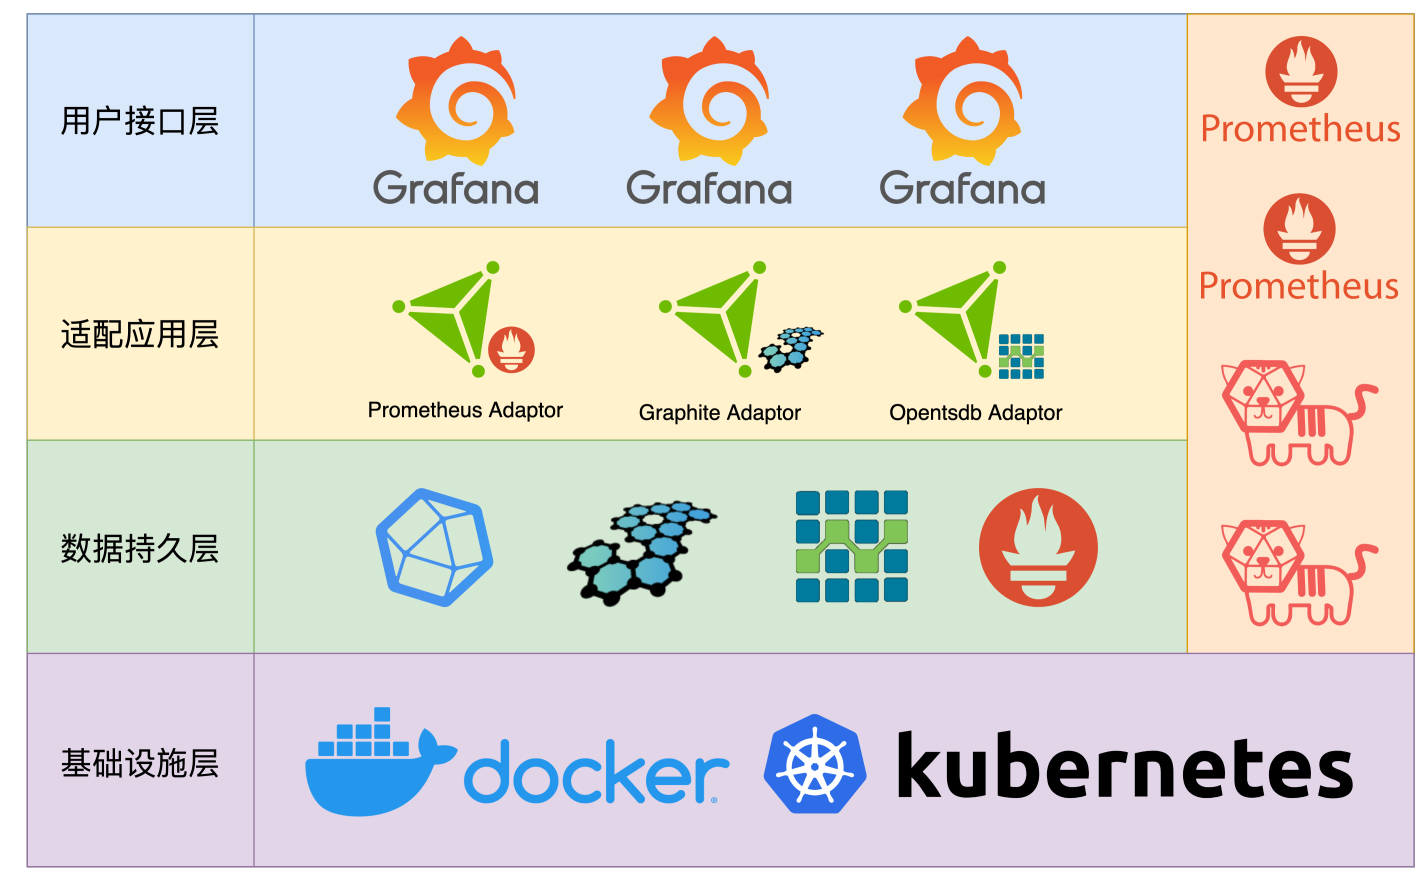 用户接口层
Grafana
Grafana
Grafana
Prometheus
Prometheus
适配应用层
Prometheus Adaptor
Graphite Adaptor
Opentsdb Adaptor
数据持久层
基础设施层
docker®
kubernetes